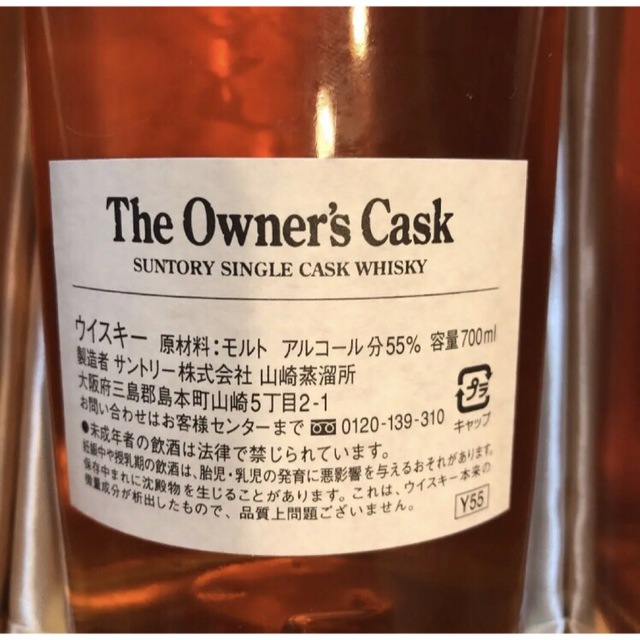 The Owner's Cask
SUNTORY SINGLE CASK WHISKY
ウイスキー 原材料:モルト アルコール分55% 容量700ml
製造者 サントリー株式会社 山崎蒸溜所
大阪府三島郡島本町山崎5丁目2-1
お問い合わせはお客様センターまで 0120-139-310
プラ
キャップ
●未成年者の飲酒は法律で禁じられています。
妊娠中や授乳期の飲酒は、胎児・乳児の発育に悪影響を与えるおそれがあります。
保存中まれに沈殿物を生じることがあります。これは、ウイスキー本来の
微量成分が析出したもので、品質上問題ございません。
Y55